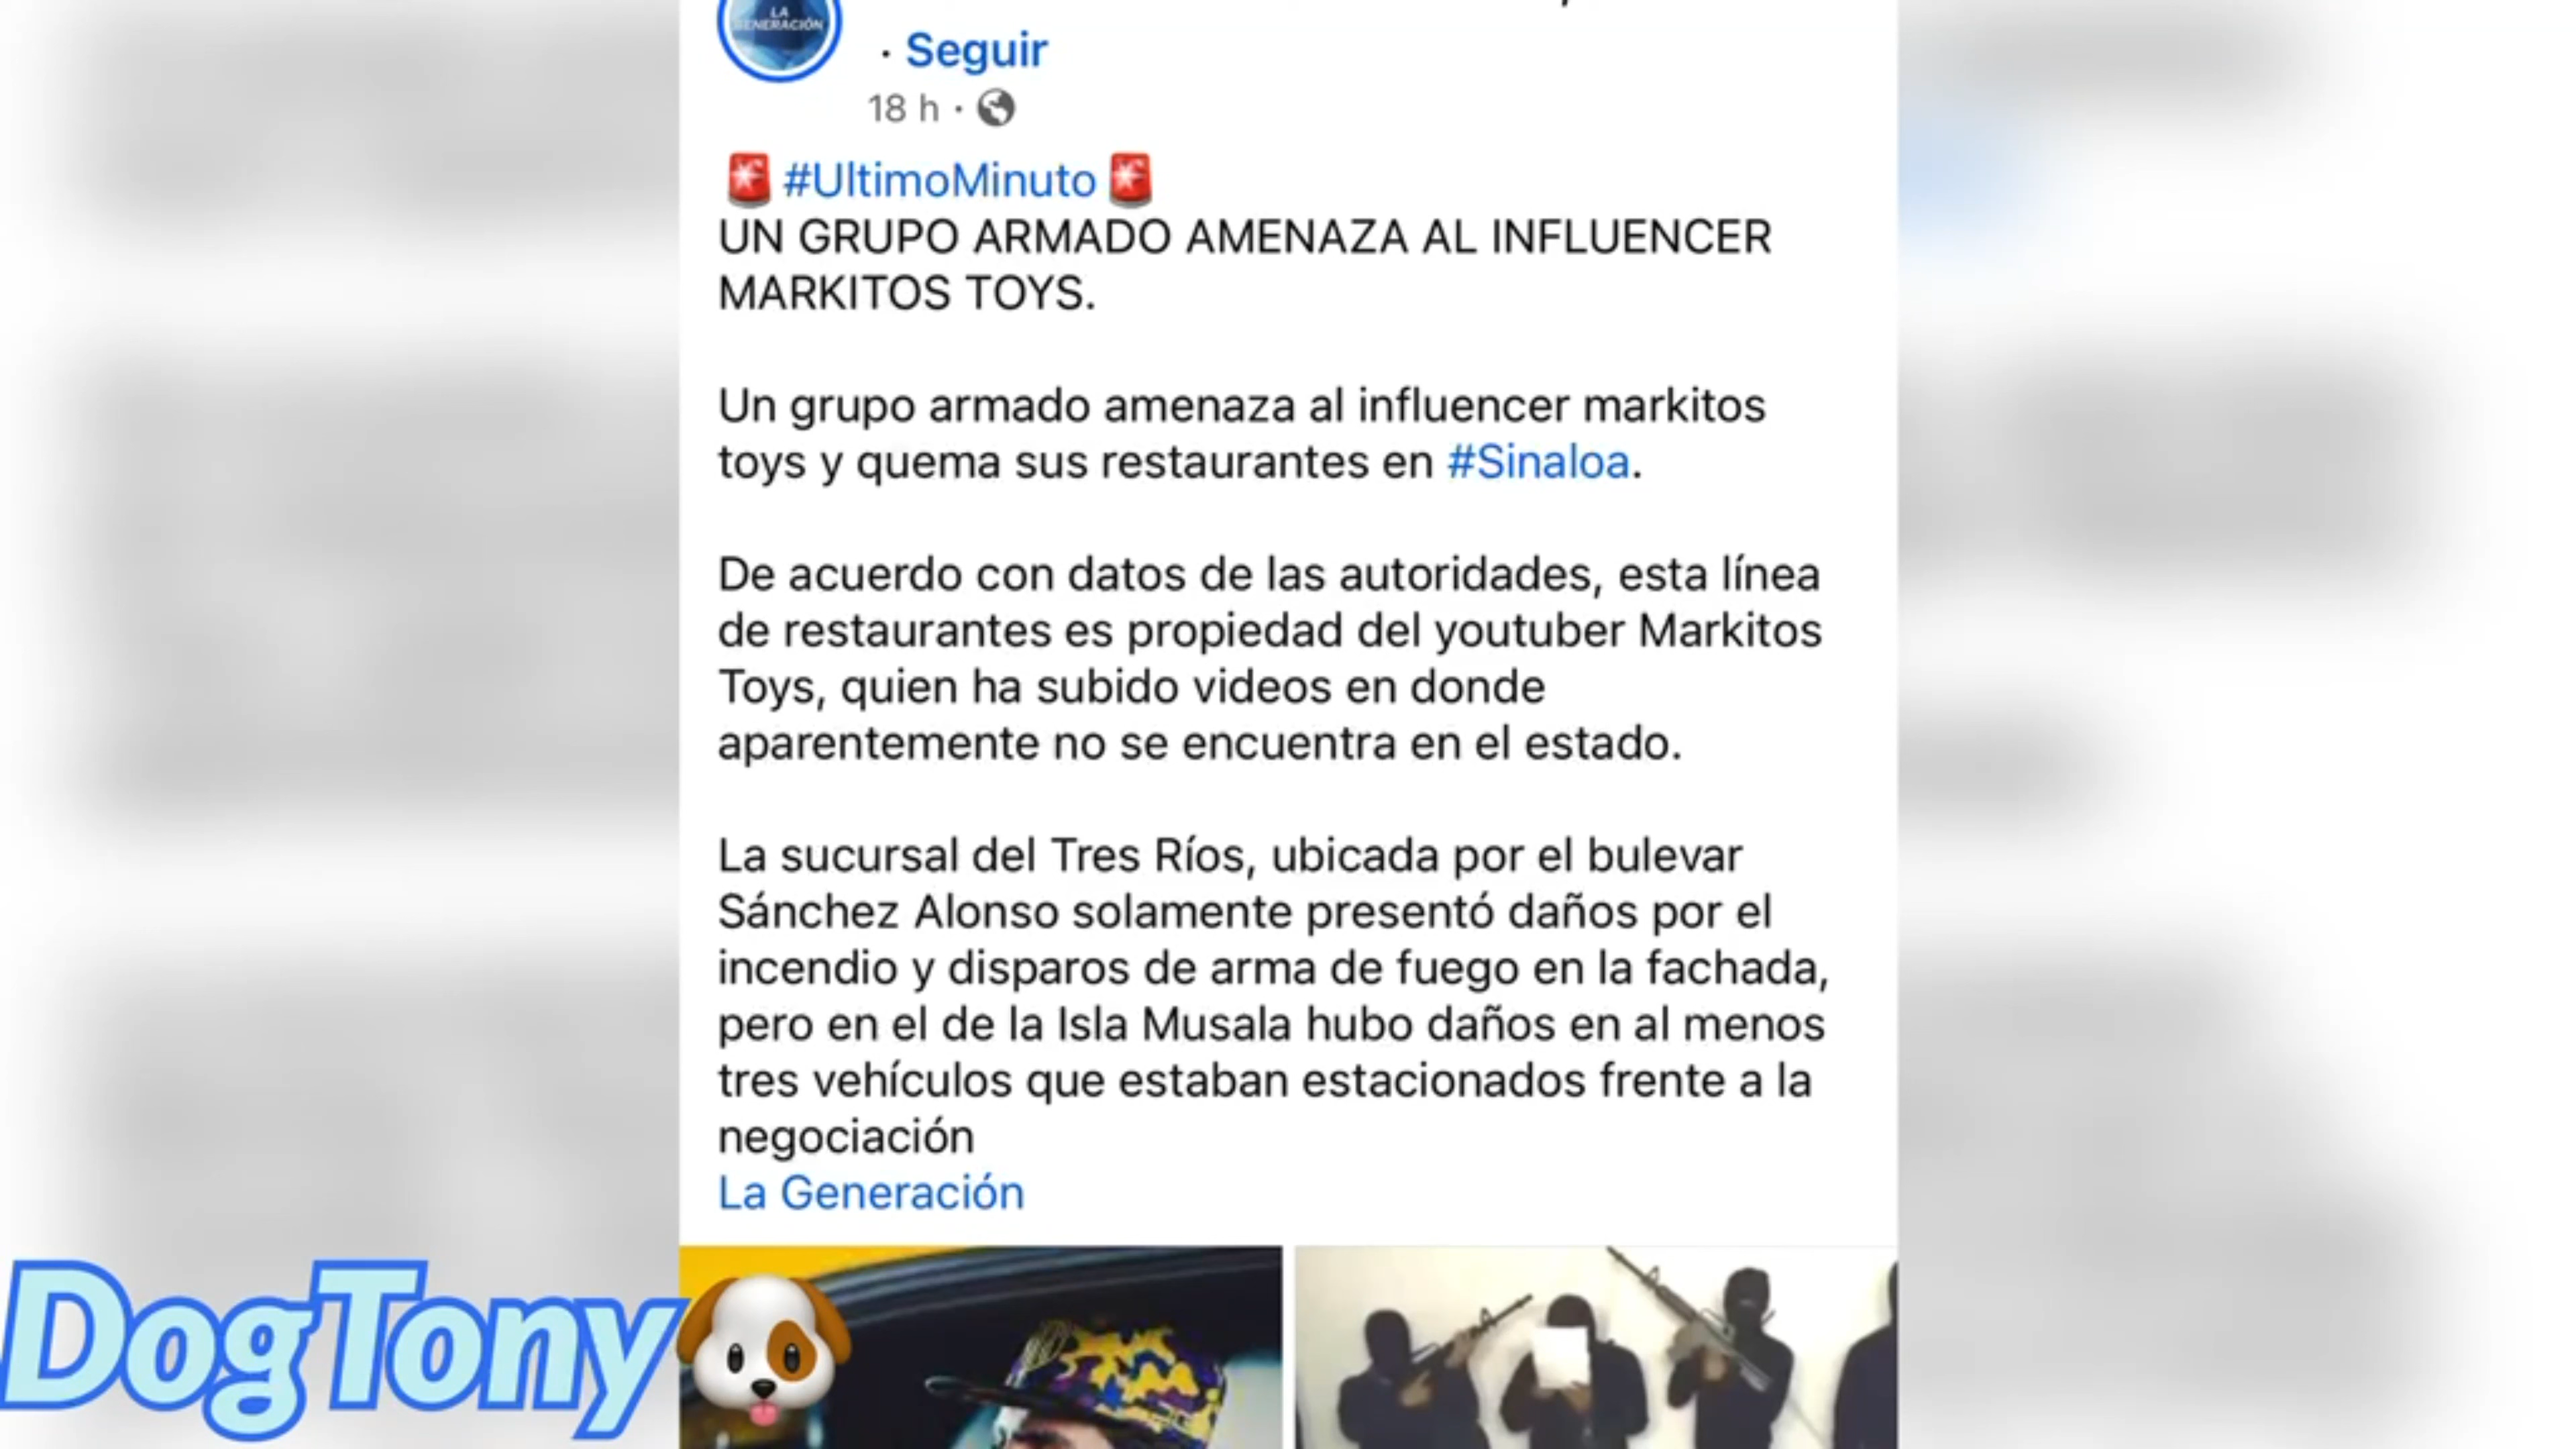 LA
GENERACIÓN
· Seguir
18 h ·
#UltimoMinuto
UN GRUPO ARMADO AMENAZA AL INFLUENCER
MARKITOS TOYS.
Un grupo armado amenaza al influencer markitos
toys y quema sus restaurantes en #Sinaloa.
De acuerdo con datos de las autoridades, esta línea
de restaurantes es propiedad del youtuber Markitos
Toys, quien ha subido videos en donde
aparentemente no se encuentra en el estado.
La sucursal del Tres Ríos, ubicada por el bulevar
Sánchez Alonso solamente presentó daños por el
incendio y disparos de arma de fuego en la fachada,
pero en el de la Isla Musala hubo daños en al menos
tres vehículos que estaban estacionados frente a la
negociación
La Generación
DogTony